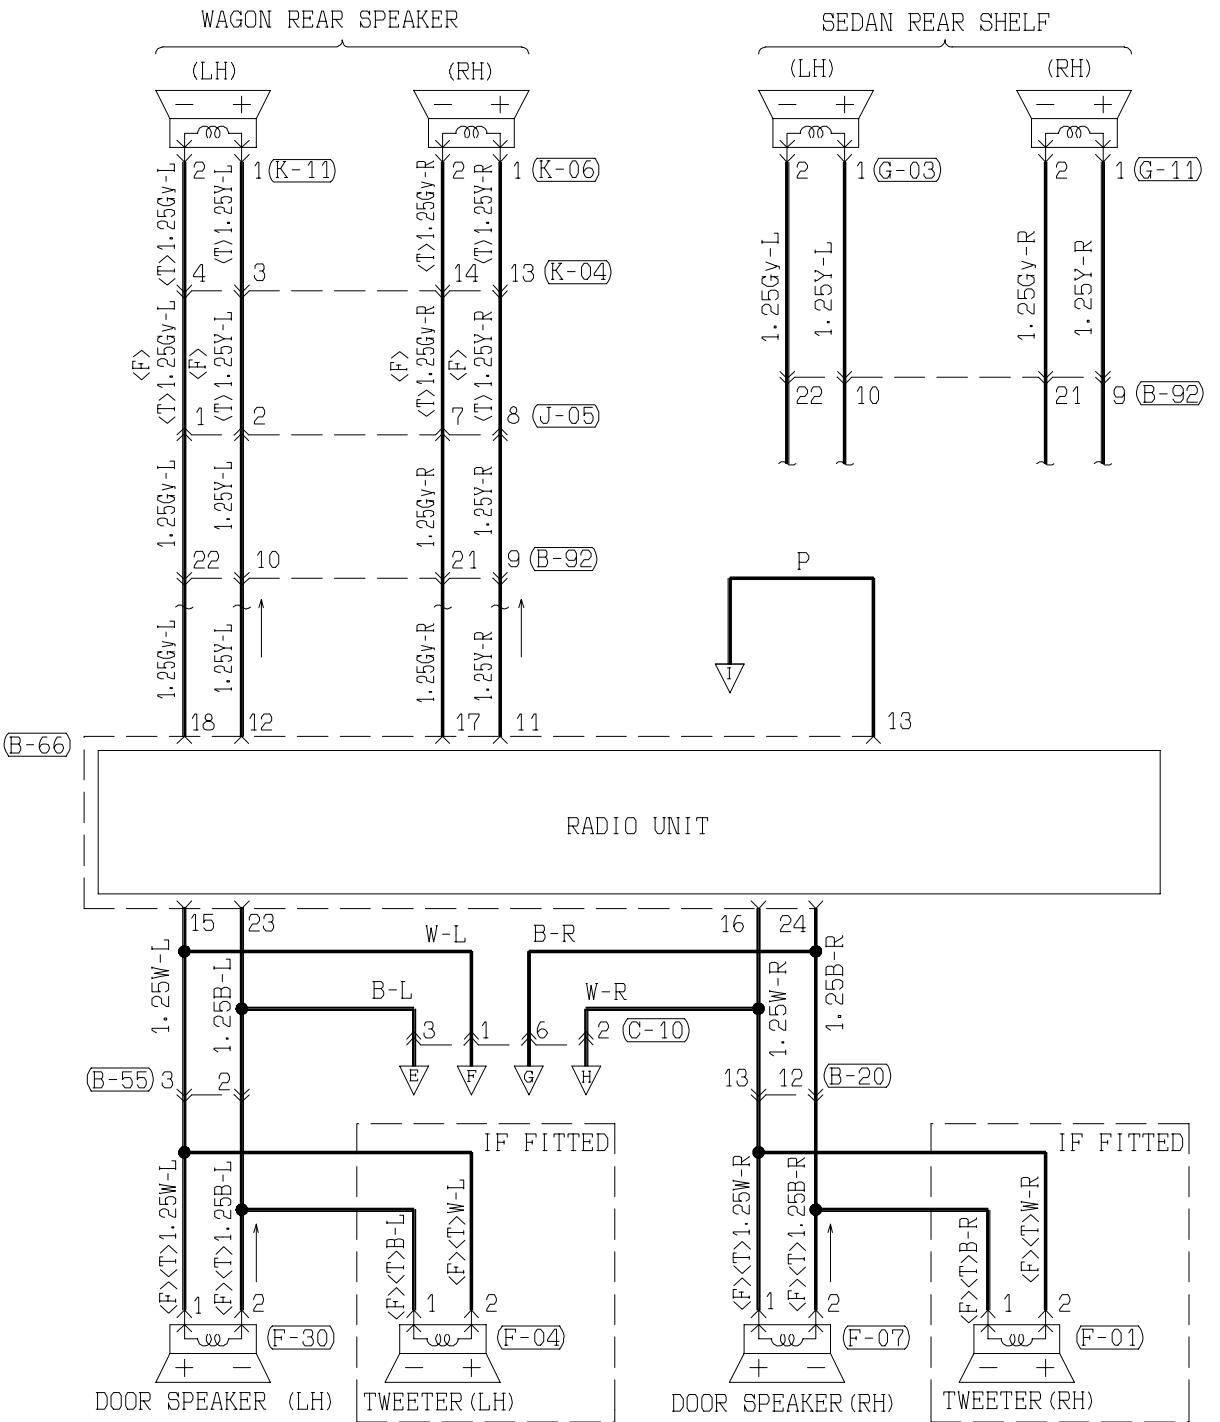 WAGON REAR SPEAKER
SEDAN REAR SHELF
(LH)
(RH)
(LH)
(RH)
− +
− +
− +
− +
2 1 (K-11)
2 1 (K-06)
2 1 (G-03)
2 1 (G-11)
<T>1.25Gy-L
<T>1.25Y-L
<T>1.25Gy-R
<T>1.25Y-R
1.25Gy-L
1.25Y-L
1.25Gy-R
1.25Y-R
4 3 14 13 (K-04)
<F>
<T>1.25Gy-L
<F>
<T>1.25Y-L
<F>
<T>1.25Gy-R
<F>
<T>1.25Y-R
22 10 21 9 (B-92)
1 2 7 8 (J-05)
1.25Gy-L
1.25Y-L
1.25Gy-R
1.25Y-R
22 10 21 9 (B-92)
P
I
1.25Gy-L
1.25Y-L
1.25Gy-R
1.25Y-R
18 12 17 11 13
(B-66)
RADIO UNIT
15 23 16 24
W-L
B-R
B-L
W-R
1.25W-L
1.25B-L
1.25W-R
1.25B-R
3 1 6 2 (C-10)
E F G H
(B-55) 3 2
13 12 (B-20)
IF FITTED
IF FITTED
<F><T>1.25W-L
<F><T>1.25B-L
<F><T>B-L
<F><T>W-L
<F><T>1.25W-R
<F><T>1.25B-R
<F><T>B-R
<F><T>W-R
1 2 (F-30)
1 2 (F-04)
1 2 (F-07)
1 2 (F-01)
+ −
+ −
+ −
+ −
DOOR SPEAKER (LH)
TWEETER(LH)
DOOR SPEAKER(RH)
TWEETER(RH)